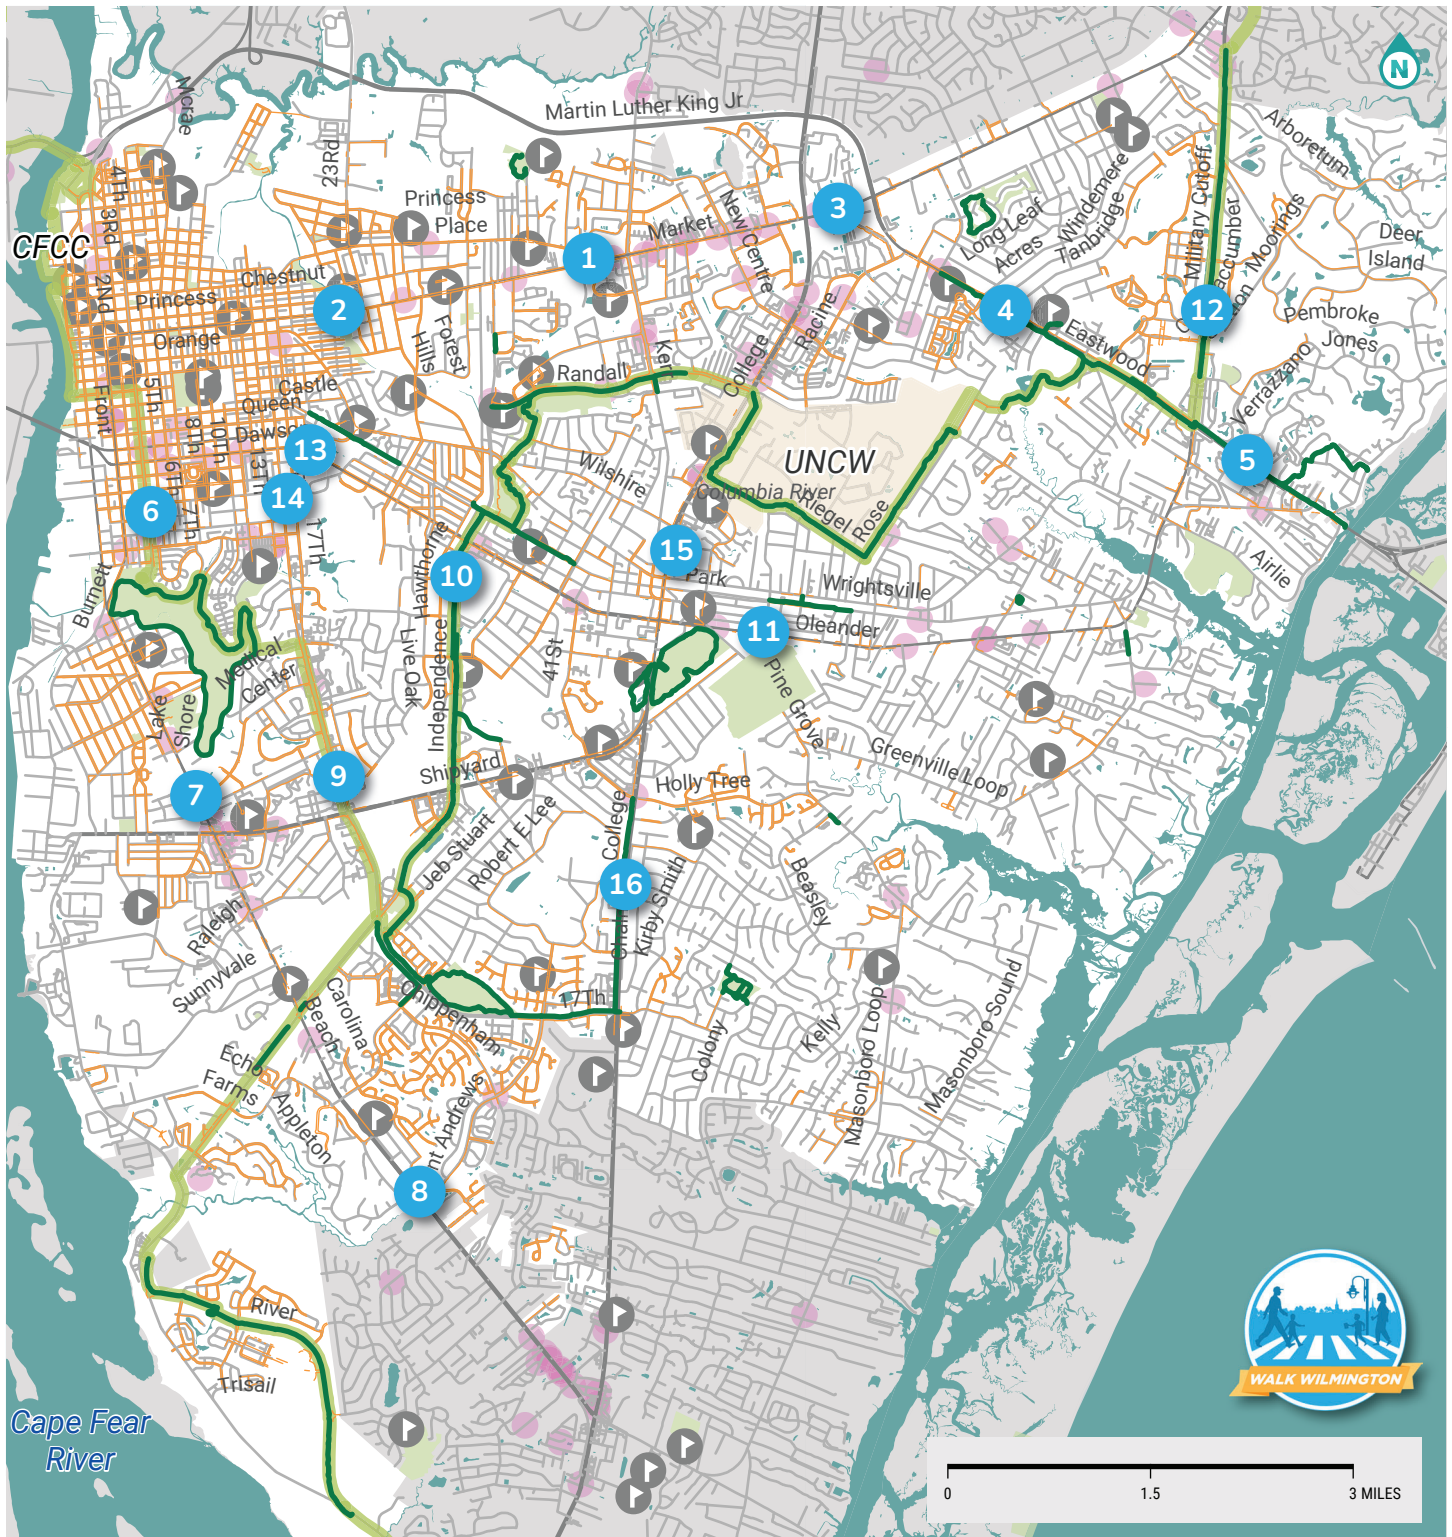 N
Martin Luther King Jr
Mcrae
Arboretum
23Rd
4Th
3Rd
2Nd
Princess
Place
Market
New Centre
3
Long Leaf
Acres
Windemere
Tanbridge
Military Cutoff
Moorings
Deer
Island
CFCC
1
Chestnut
Princess
2
Orange
Forest
Hills
Racine
4
12
Pembroke
Jones
Eastwood
Verrazzano
Front
5Th
Castle
Queen
Randall
Kerr
College
8Th
10Th
13Th
13
6Th
7Th
14
17Th
6
Wilshire
UNCW
Columbia River
Riegel
Rose
5
15
Airlie
Burnett
Hawthorne
10
Park
Wrightsville
11
Oleander
Live Oak
Independence
41St
Medical
Center
Lake
Shore
Pine Grove
Greenville Loop
7
9
Shipyard
Holly Tree
College
Jeb Stuart
Robert E Lee
16
Kirby Smith
Beasley
Raleigh
Sunnyvale
Carolina
Beach
Chippenham
17Th
Colony
Kelly
Masonboro Loop
Masonboro Sound
Echo
Farms
Appleton
8
River
Trisail
Cape Fear
River
WALK WILMINGTON
0 1.5 3 MILES